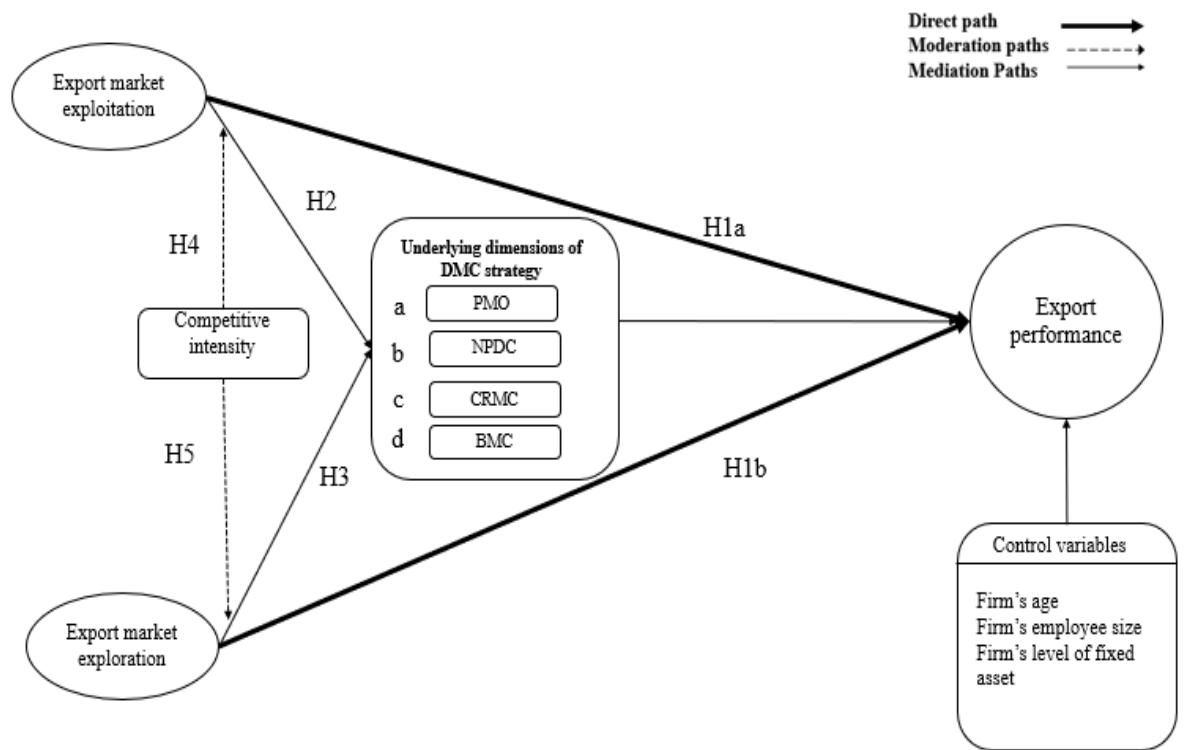 Direct path
Moderation paths
Mediation Paths
Export market
exploitation
H2
H1a
H4
Underlying dimensions of
DMC strategy
a PMO
b NPDC
c CRMC
d BMC
Competitive
intensity
Export
performance
H5
H3
H1b
Export market
exploration
Control variables
Firm's age
Firm's employee size
Firm's level of fixed
asset